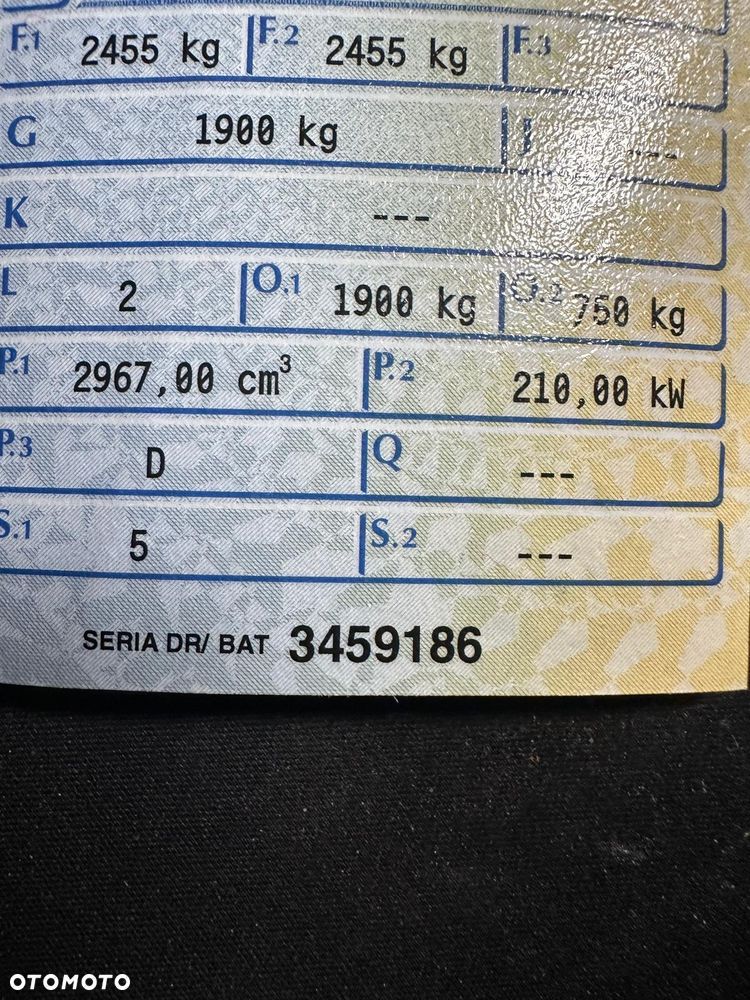 F.1 2455 kg F.2 2455 kg F.3
G 1900 kg J ---
K ---
L 2 O.1 1900 kg O.2 750 kg
P.1 2967,00 cm³ P.2 210,00 kW
P.3 D Q ---
S.1 5 S.2 ---
SERIA DR/ BAT 3459186
OTOMOTO